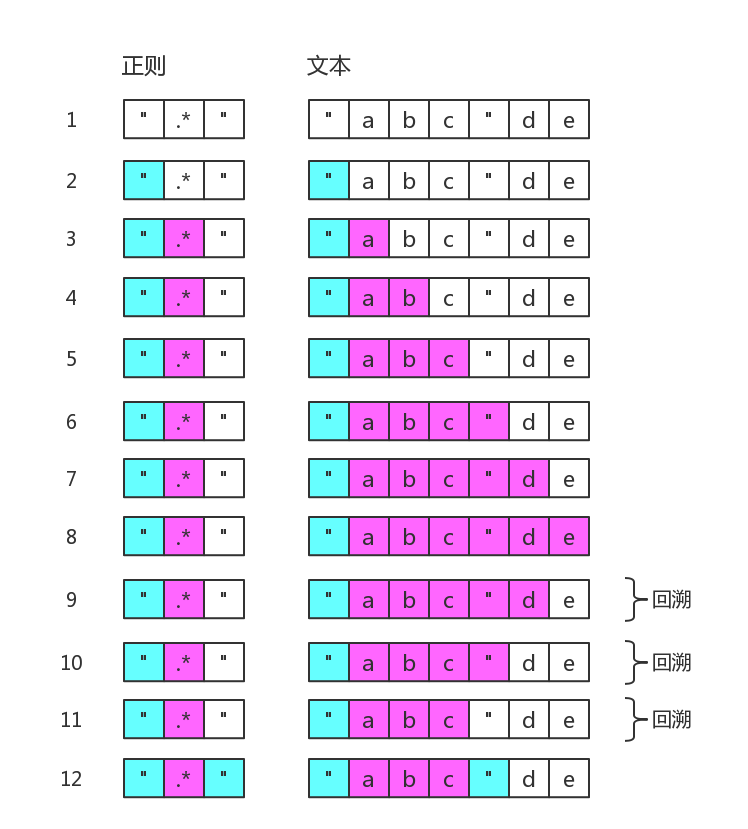 正则 文本
1 " .* " " a b c " d e
2 " .* " " a b c " d e
3 " .* " " a b c " d e
4 " .* " " a b c " d e
5 " .* " " a b c " d e
6 " .* " " a b c " d e
7 " .* " " a b c " d e
8 " .* " " a b c " d e
9 " .* " " a b c " d e 回溯
10 " .* " " a b c " d e 回溯
11 " .* " " a b c " d e 回溯
12 " .* " " a b c " d e